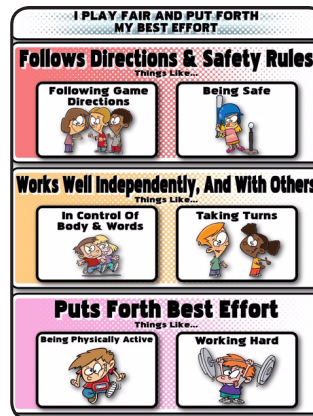 I PLAY FAIR AND PUT FORTH
MY BEST EFFORT
Follows Directions & Safety Rules
Things Like...
Following Game
Directions
Being Safe
Works Well Independently, And With Others
Things Like...
In Control Of
Body & Words
Taking Turns
Puts Forth Best Effort
Things Like...
Being Physically Active
Working Hard